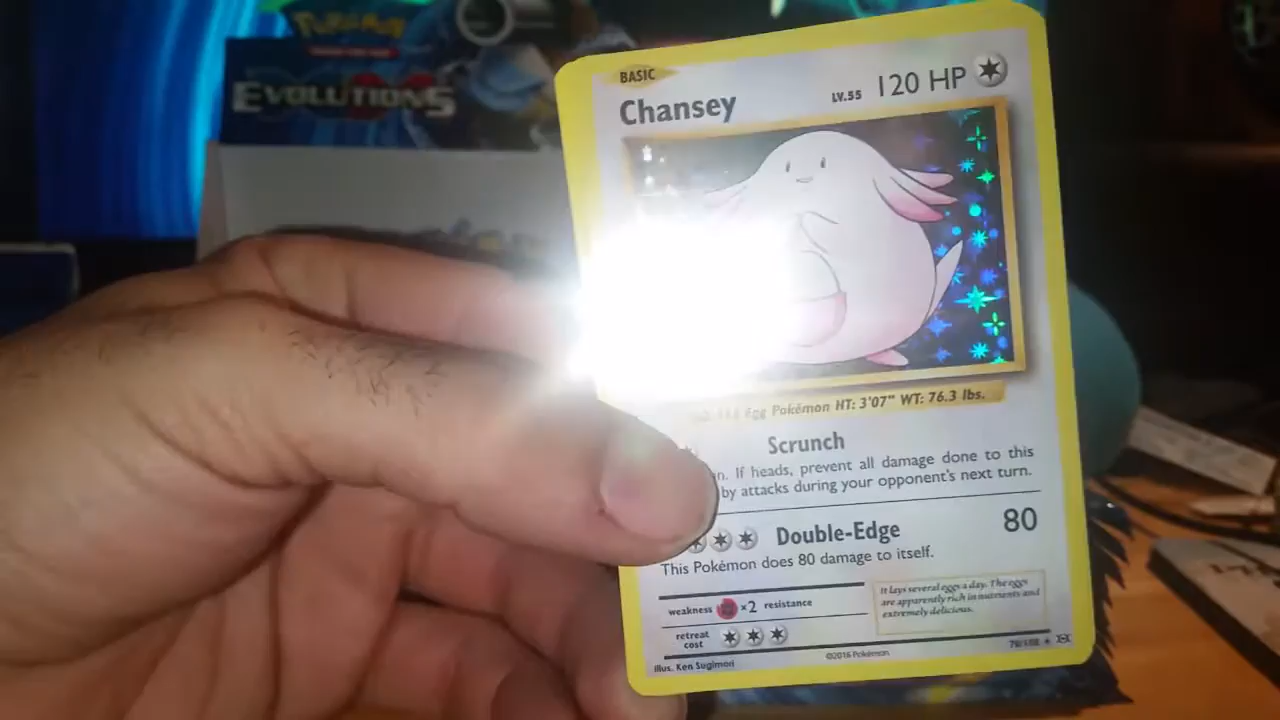 Pokémon
EVOLUTIONS
BASIC
Chansey
LV.55 120 HP
Egg Pokémon HT: 3'07" WT: 76.3 lbs.
Scrunch
If heads, prevent all damage done to this
by attacks during your opponent's next turn.
Double-Edge 80
This Pokémon does 80 damage to itself.
weakness ×2 resistance
retreat
cost
It lays several eggs a day. The eggs
are apparently rich in nutrients and
extremely delicious.
Illus. Ken Sugimori
©2016 Pokémon